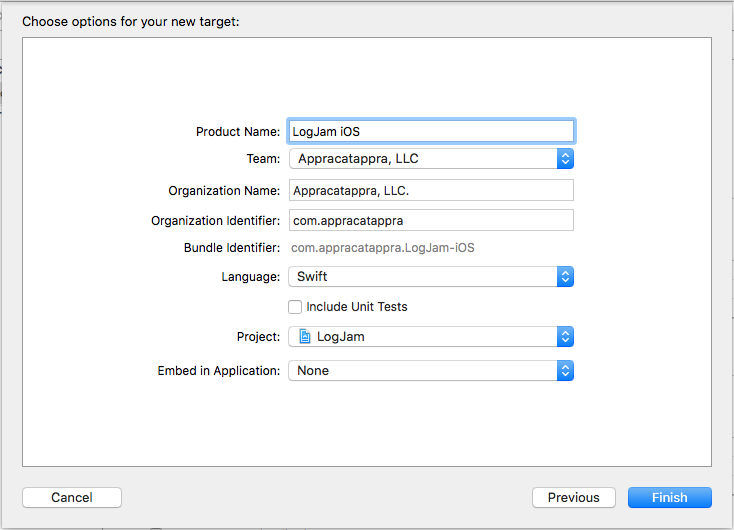 Choose options for your new target:
Product Name: LogJam iOS
Team: Appracatappra, LLC
Organization Name: Appracatappra, LLC.
Organization Identifier: com.appracatappra
Bundle Identifier: com.appracatappra.LogJam-iOS
Language: Swift
Include Unit Tests
Project: LogJam
Embed in Application: None
Cancel Previous Finish